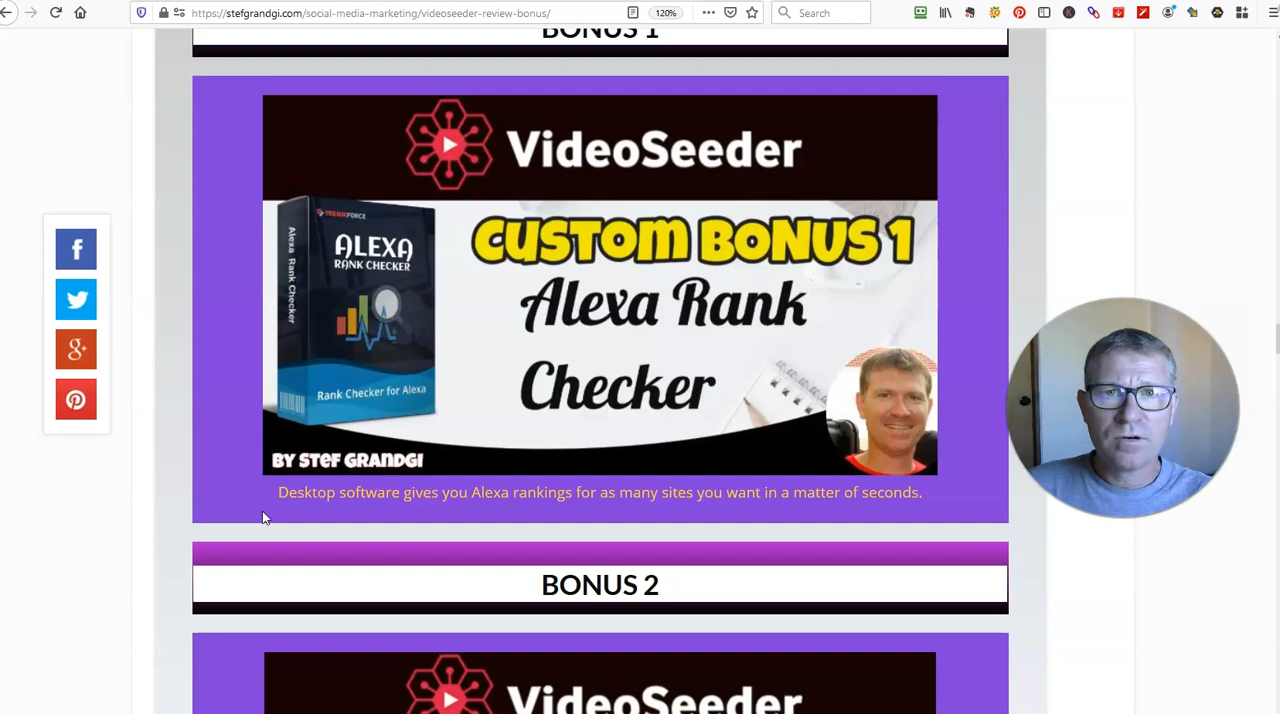 https://stefgrandgi.com/social-media-marketing/videoseeder-review-bonus/
120%
Search
BONUS 1
VideoSeeder
TEKNIKFORCE
ALEXA
RANK CHECKER
Alexa Rank Checker
Rank Checker for Alexa
CUSTOM BONUS 1
Alexa Rank
Checker
BY STEF GRANDGI
Desktop software gives you Alexa rankings for as many sites you want in a matter of seconds.
BONUS 2
VideoSeeder